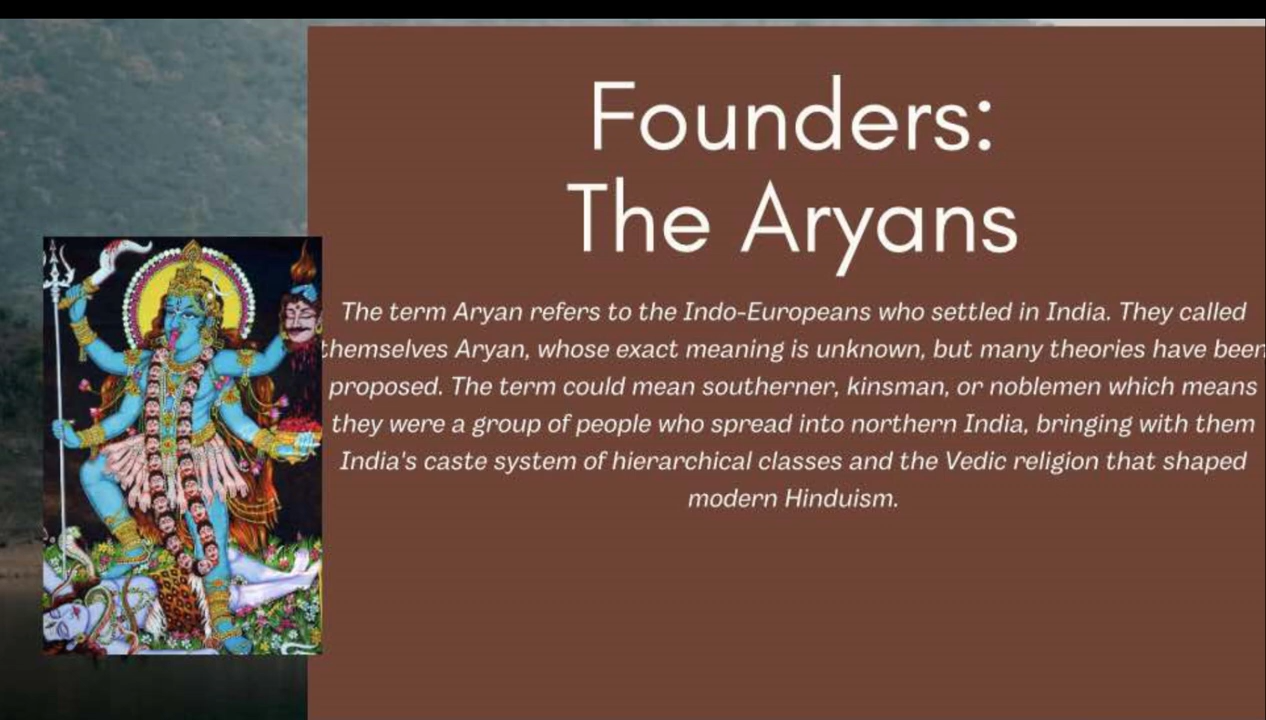 Founders:
The Aryans
The term Aryan refers to the Indo-Europeans who settled in India. They called
themselves Aryan, whose exact meaning is unknown, but many theories have been
proposed. The term could mean southerner, kinsman, or noblemen which means
they were a group of people who spread into northern India, bringing with them
India's caste system of hierarchical classes and the Vedic religion that shaped
modern Hinduism.